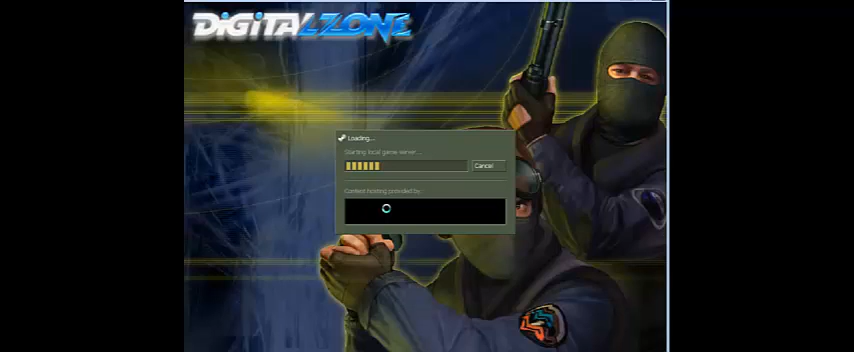 DiGiTALZONE
Loading...
Starting local game server...
Cancel
Content hosting provided by: